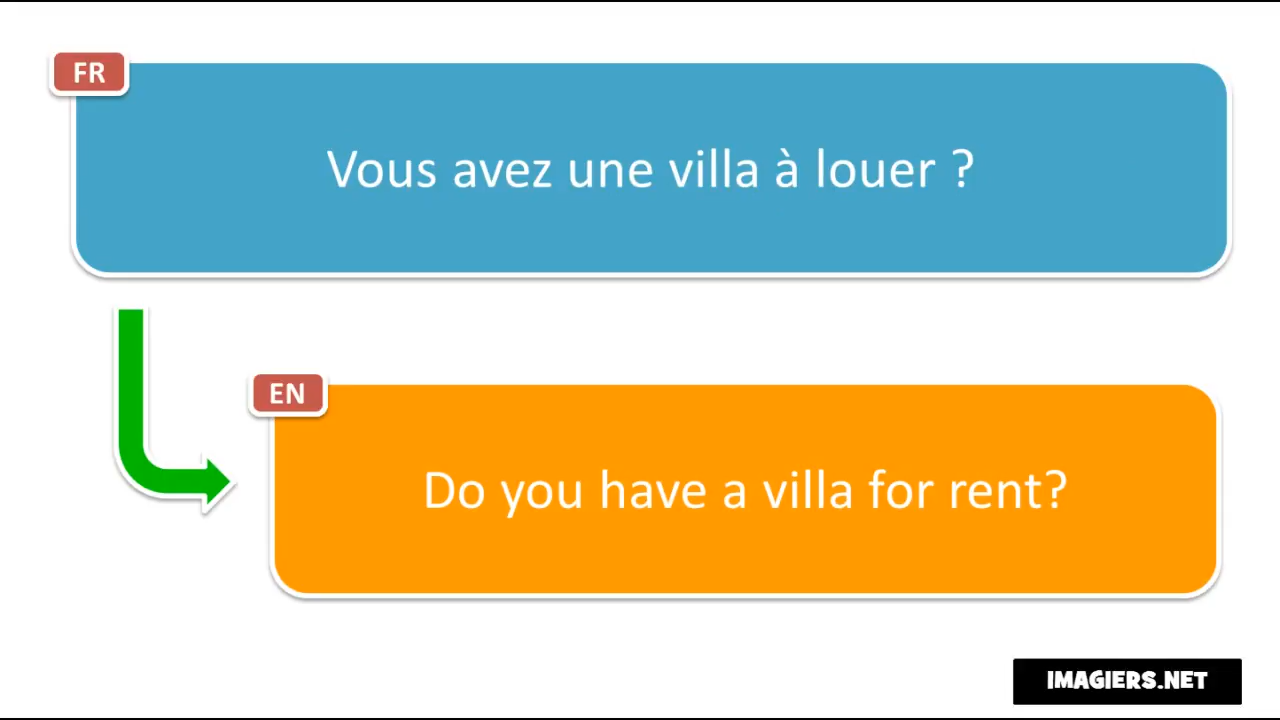 FR
Vous avez une villa à louer ?
EN
Do you have a villa for rent?
IMAGIERS.NET